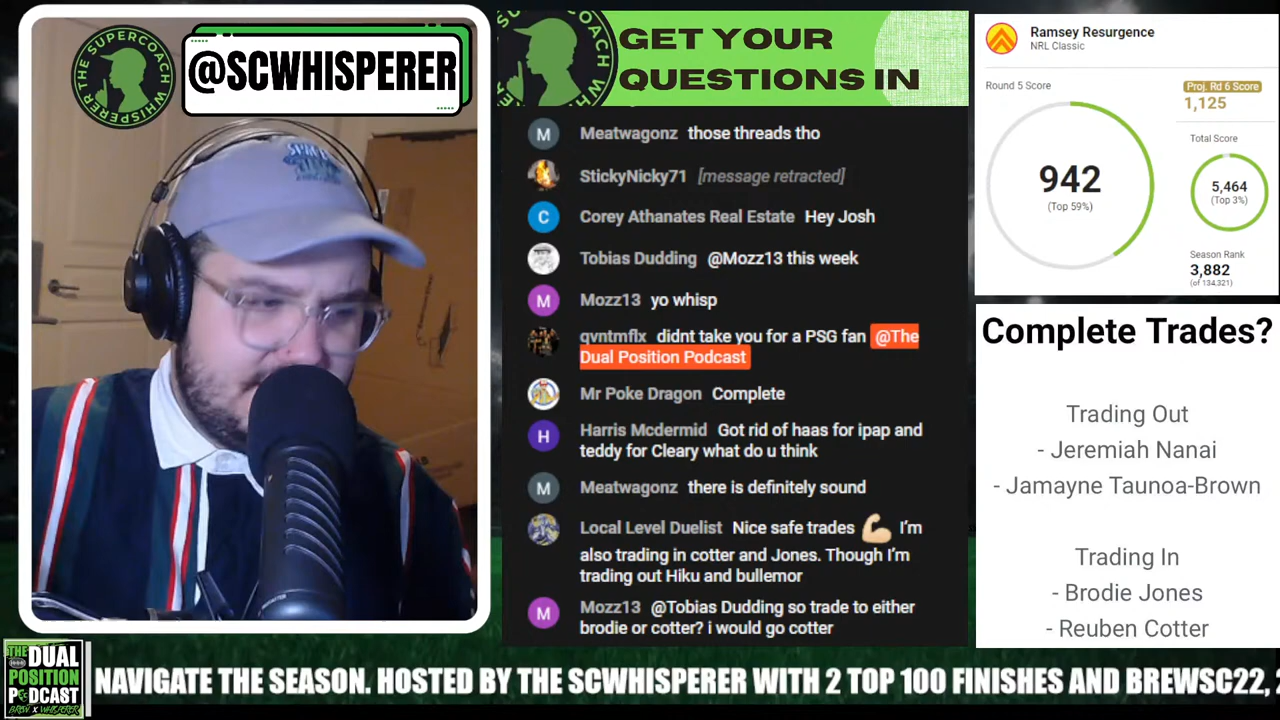 THE SUPERCOACH WHISPERER
@SCWHISPERER
GET YOUR
QUESTIONS IN
M Meatwagonz those threads tho
StickyNicky71 [message retracted]
C Corey Athanates Real Estate Hey Josh
Tobias Dudding @Mozz13 this week
M Mozz13 yo whisp
qvntmflx didnt take you for a PSG fan @The
Dual Position Podcast
Mr Poke Dragon Complete
H Harris Mcdermid Got rid of haas for ipap and
teddy for Cleary what do u think
M Meatwagonz there is definitely sound
Local Level Duelist Nice safe trades 💪🏼 I'm
also trading in cotter and Jones. Though I'm
trading out Hiku and bullemor
M Mozz13 @Tobias Dudding so trade to either
brodie or cotter? i would go cotter
Ramsey Resurgence
NRL Classic
Round 5 Score
942
(Top 59%)
Proj. Rd 6 Score
1,125
Total Score
5,464
(Top 3%)
Season Rank
3,882
(of 134,321)
Complete Trades?
Trading Out
- Jeremiah Nanai
- Jamayne Taunoa-Brown
Trading In
- Brodie Jones
- Reuben Cotter
THE
DUAL
POSITION
PODCAST
BREW X WHISPERER
NAVIGATE THE SEASON. HOSTED BY THE SCWHISPERER WITH 2 TOP 100 FINISHES AND BREWSC22,